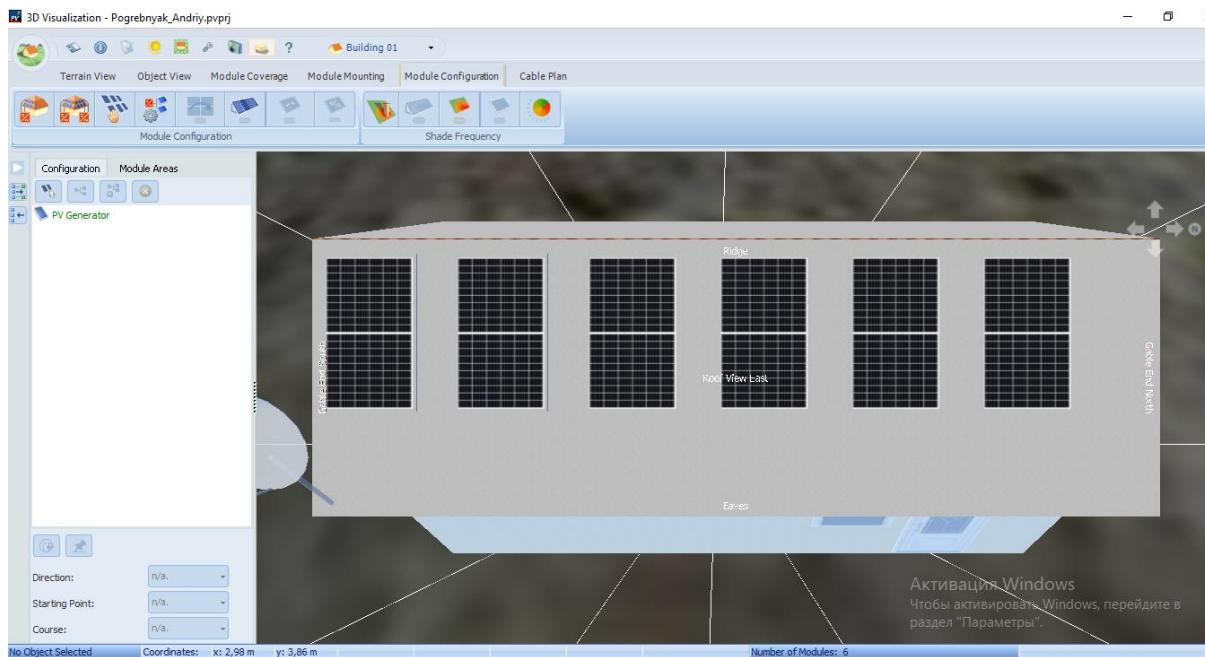 3D Visualization - Pogrebnyak_Andriy.pvprj
Building 01
Terrain View Object View Module Coverage Module Mounting Module Configuration Cable Plan
Module Configuration Shade Frequency
Configuration Module Areas
PV Generator
Ridge
Gable End South
Roof View East
Gable End North
Eaves
Direction: n/a.
Starting Point: n/a.
Course: n/a.
Активация Windows
Чтобы активировать Windows, перейдите в
раздел "Параметры".
No Object Selected Coordinates: x: 2,98 m y: 3,86 m Number of Modules: 6